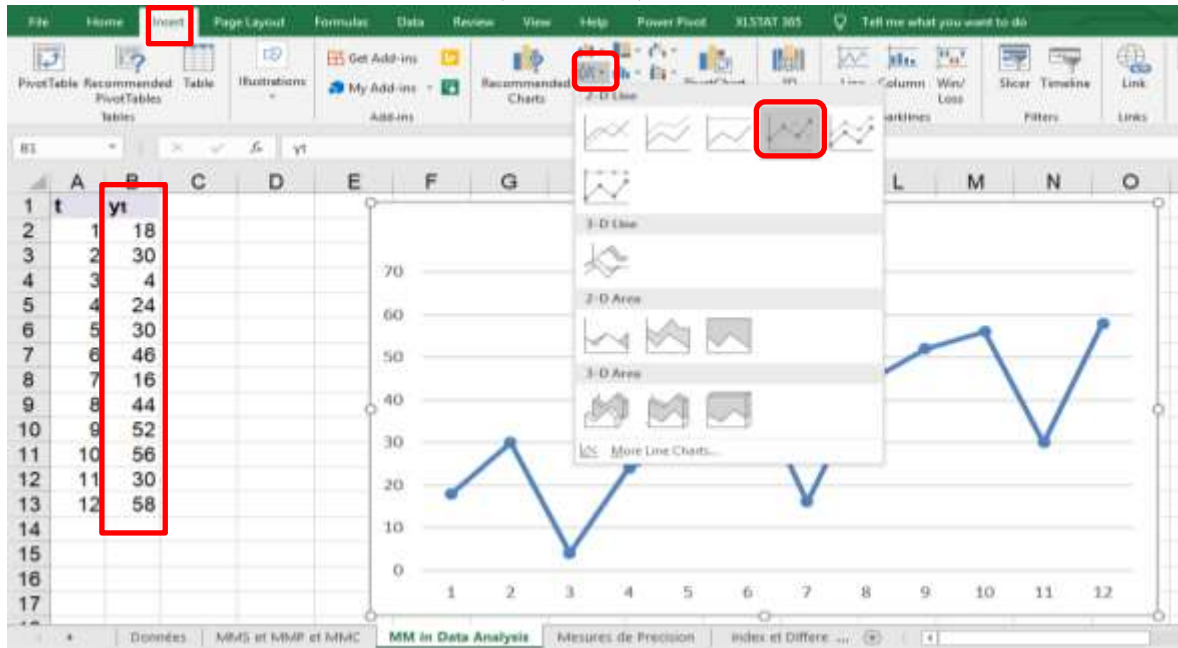 File Home Insert Page Layout Formulas Data Review View Help Power Pivot XLSTAT 365 Tell me what you want to do
PivotTable Recommended PivotTables Table
Tables
Illustrations
Get Add-ins
My Add-ins
Add-ins
Recommended Charts
PivotChart
3D
Line Column Win/Loss
Sparklines
Slicer Timeline
Filters
Link
Links
B1 fx yt
A B C D E F G L M N O
1 t yt
2 1 18
3 2 30
4 3 4
5 4 24
6 5 30
7 6 46
8 7 16
9 8 44
10 9 52
11 10 56
12 11 30
13 12 58
14
15
16
17
2-D Line
3-D Line
2-D Area
3-D Area
More Line Charts...
70
60
50
40
30
20
10
0
1 2 3 4 5 6 7 8 9 10 11 12
Données MMS et MMP et MMC MM in Data Analysis Mesures de Precision index et Differe ...